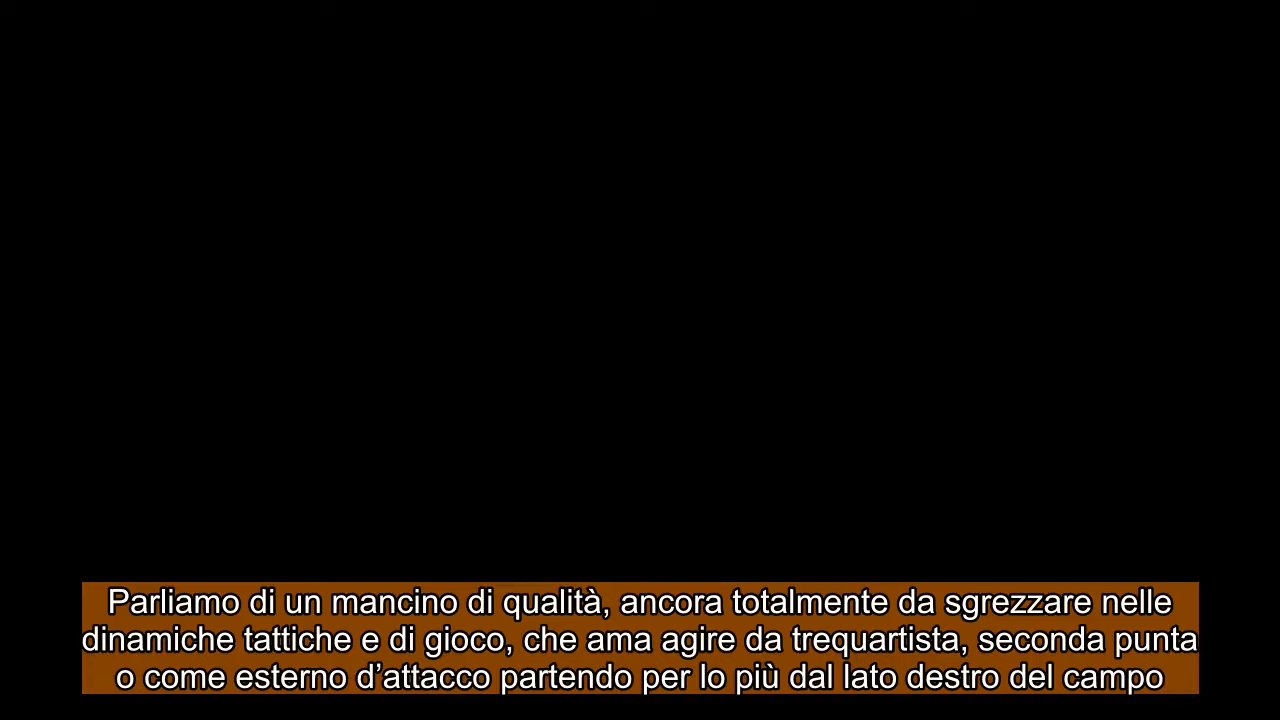 Parliamo di un mancino di qualità, ancora totalmente da sgrezzare nelle
dinamiche tattiche e di gioco, che ama agire da trequartista, seconda punta
o come esterno d’attacco partendo per lo più dal lato destro del campo